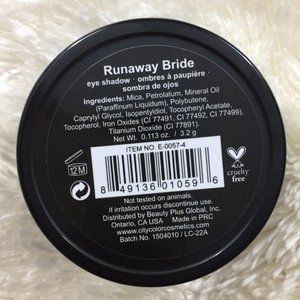 Runaway Bride
eye shadow · ombres à paupière ·
sombra de ojos
Ingredients: Mica, Petrolatum, Mineral Oil
(Paraffinum Liquidum), Polybutene,
Caprylyl Glycol, Isopentyldiol, Tocopheryl Acetate,
Tocopherol, Iron Oxides (CI 77491, CI 77492, CI 77499),
Titanium Dioxide (CI 77891).
Net Wt. 0.113 oz. / 3.2 g
ITEM NO. E-0057-4
12M
8 49136 01059 6
cruelty
free
Not tested on animals.
If irritation occurs discontinue use.
Distributed by Beauty Plus Global, Inc.
Ontario, CA USA Made in PRC
www.citycolorcosmetics.com
Batch No. 1504010 / LC-22A